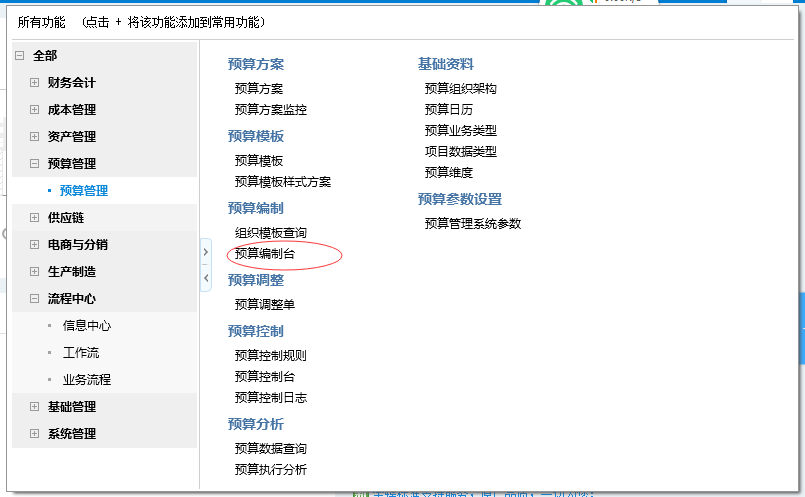 所有功能 (点击 + 将该功能添加到常用功能)
全部
财务会计
成本管理
资产管理
预算管理
预算管理
供应链
电商与分销
生产制造
流程中心
信息中心
工作流
业务流程
基础管理
系统管理
预算方案
预算方案
预算方案监控
预算模板
预算模板
预算模板样式方案
预算编制
组织模板查询
预算编制台
预算调整
预算调整单
预算控制
预算控制规则
预算控制台
预算控制日志
预算分析
预算数据查询
预算执行分析
基础资料
预算组织架构
预算日历
预算业务类型
项目数据类型
预算维度
预算参数设置
预算管理系统参数